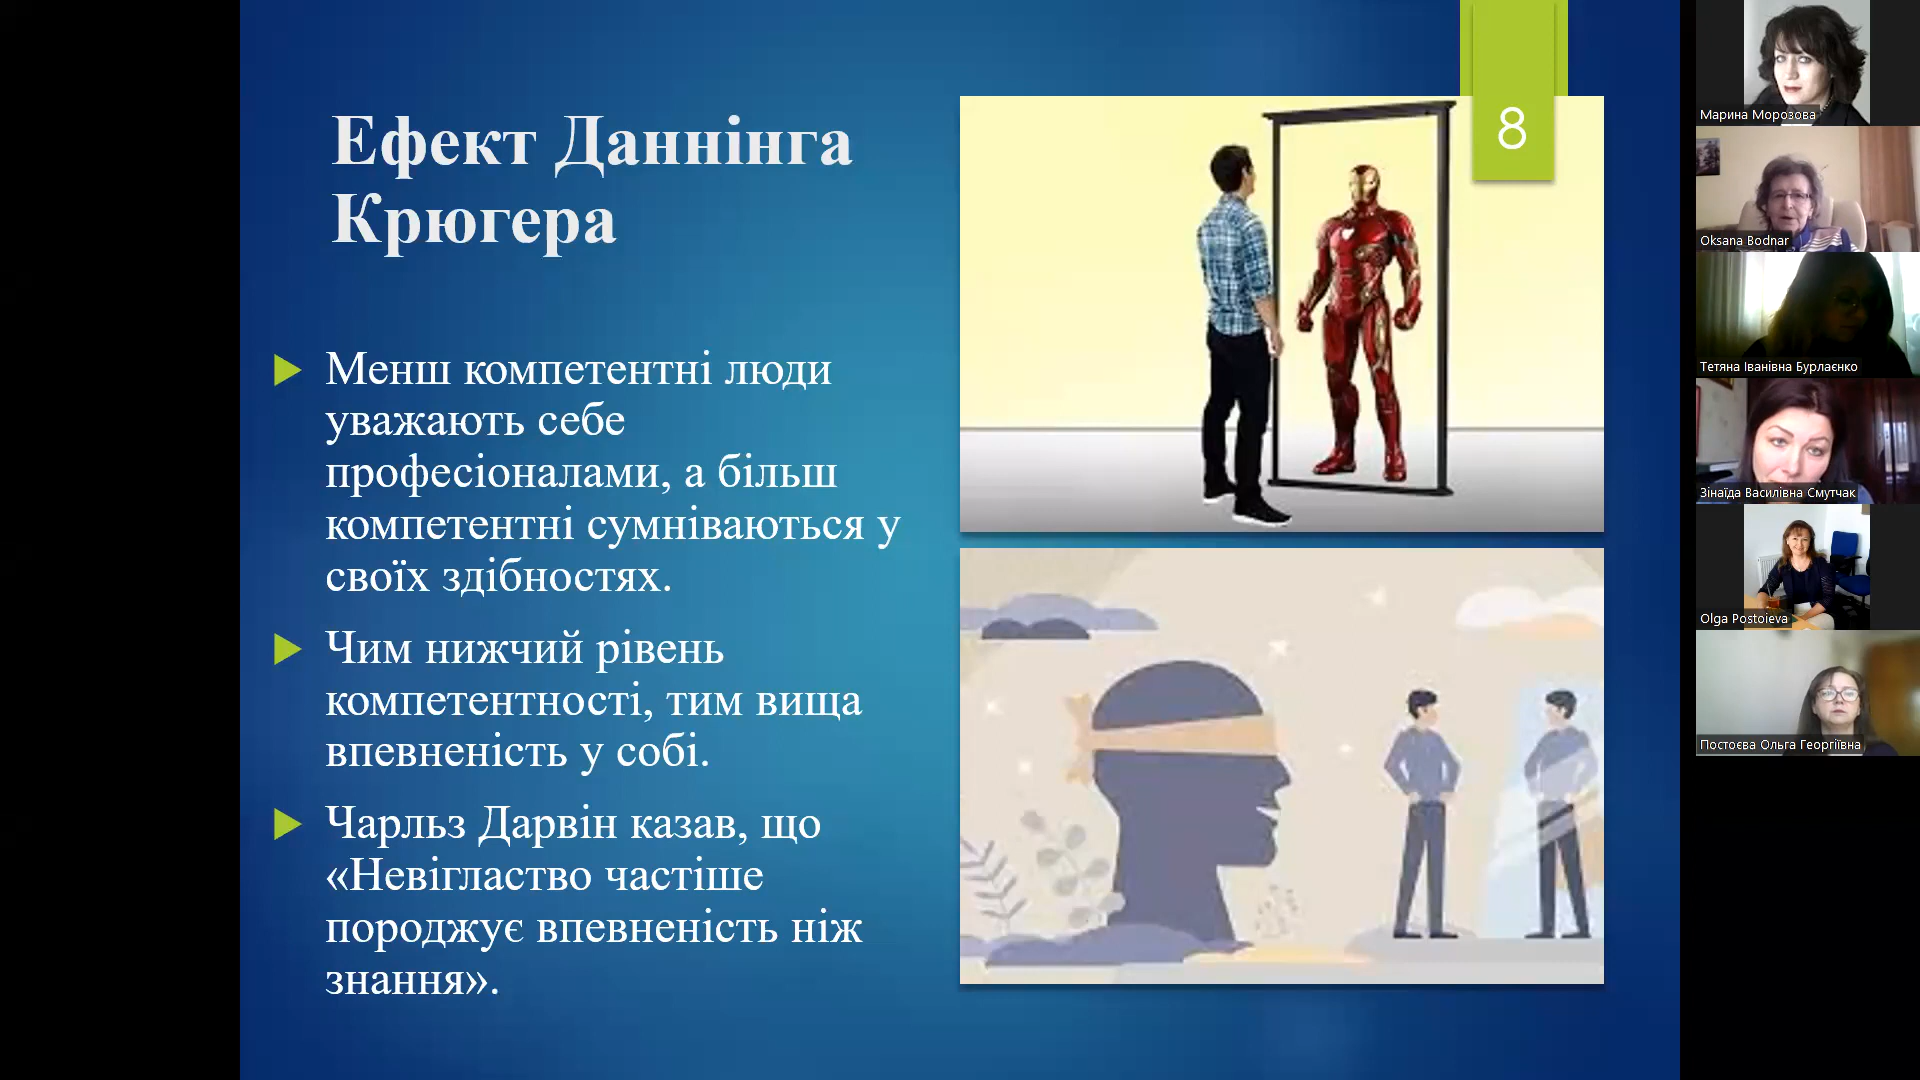 Ефект Даннінга
Крюгера
8
Менш компетентні люди
уважають себе
професіоналами, а більш
компетентні сумніваються у
своїх здібностях.
Чим нижчий рівень
компетентності, тим вища
впевненість у собі.
Чарльз Дарвін казав, що
«Невігластво частіше
породжує впевненість ніж
знання».
Марина Морозова
Oksana Bodnar
Тетяна Іванівна Бурлаєнко
Зінаїда Василівна Смутчак
Olga Postoieva
Постоєва Ольга Георгіївна